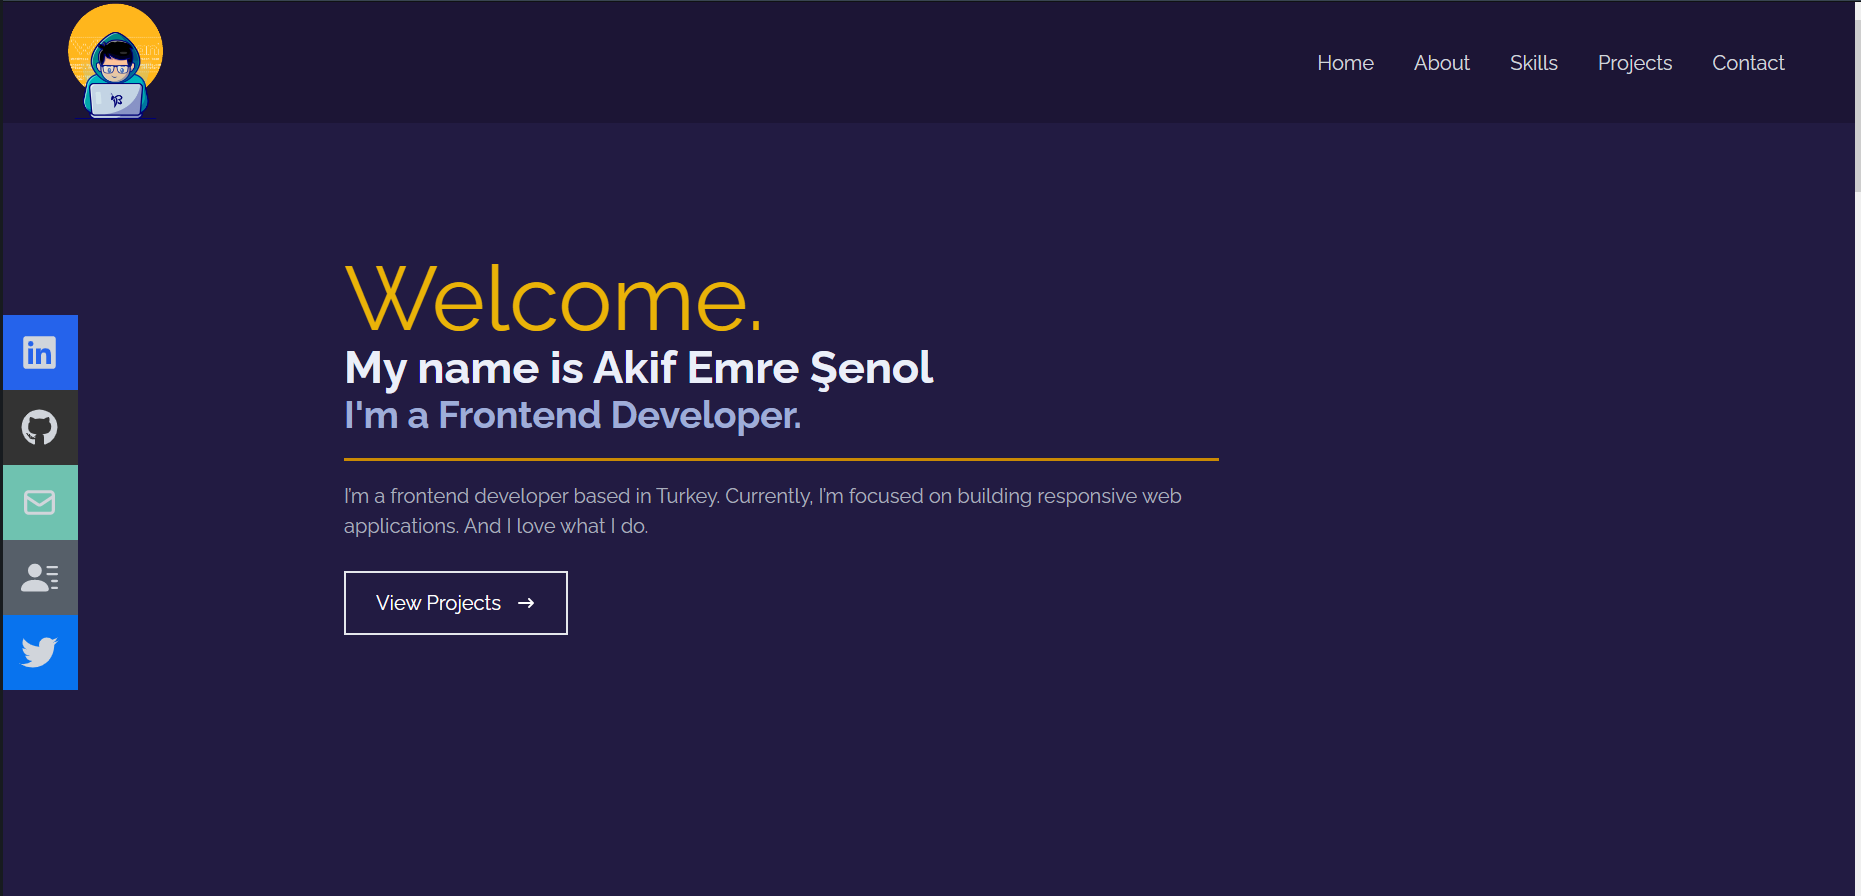 Home About Skills Projects Contact
Welcome.
My name is Akif Emre Şenol
I'm a Frontend Developer.
I'm a frontend developer based in Turkey. Currently, I'm focused on building responsive web
applications. And I love what I do.
View Projects →
in